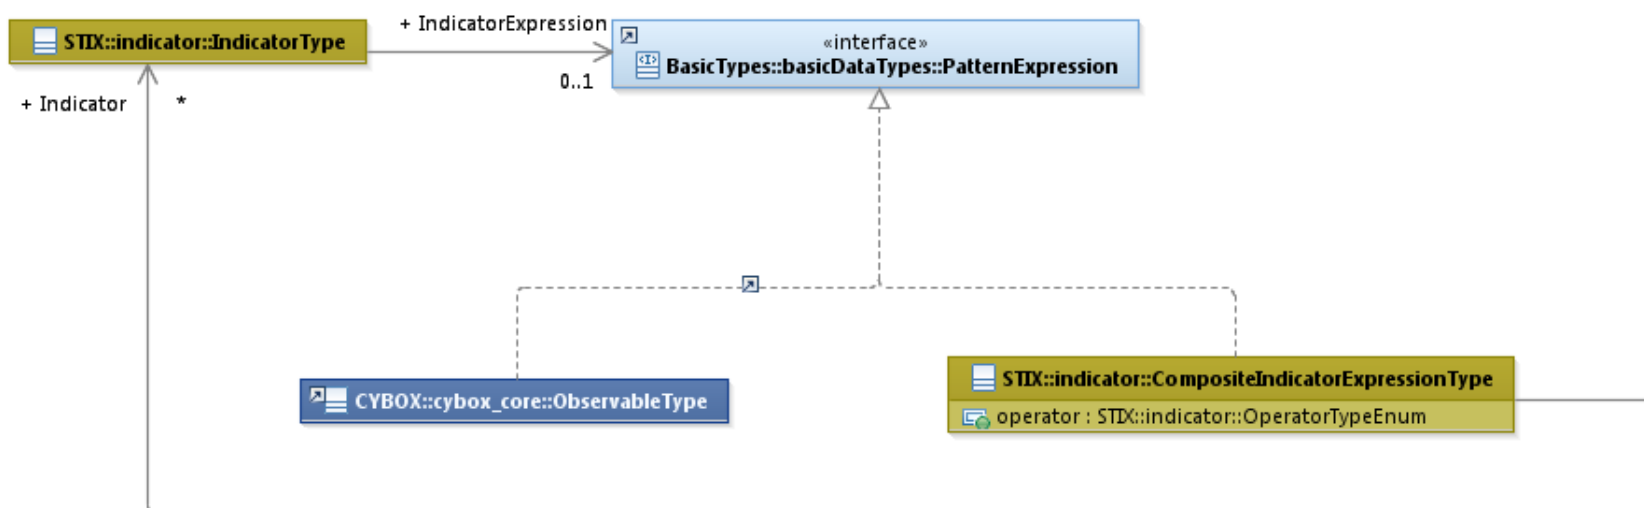 + IndicatorExpression
STIX::indicator::IndicatorType
«interface»
BasicTypes::basicDataTypes::PatternExpression
0..1
+ Indicator
*
STIX::indicator::CompositeIndicatorExpressionType
CYBOX::cybox_core::ObservableType
operator : STIX::indicator::OperatorTypeEnum